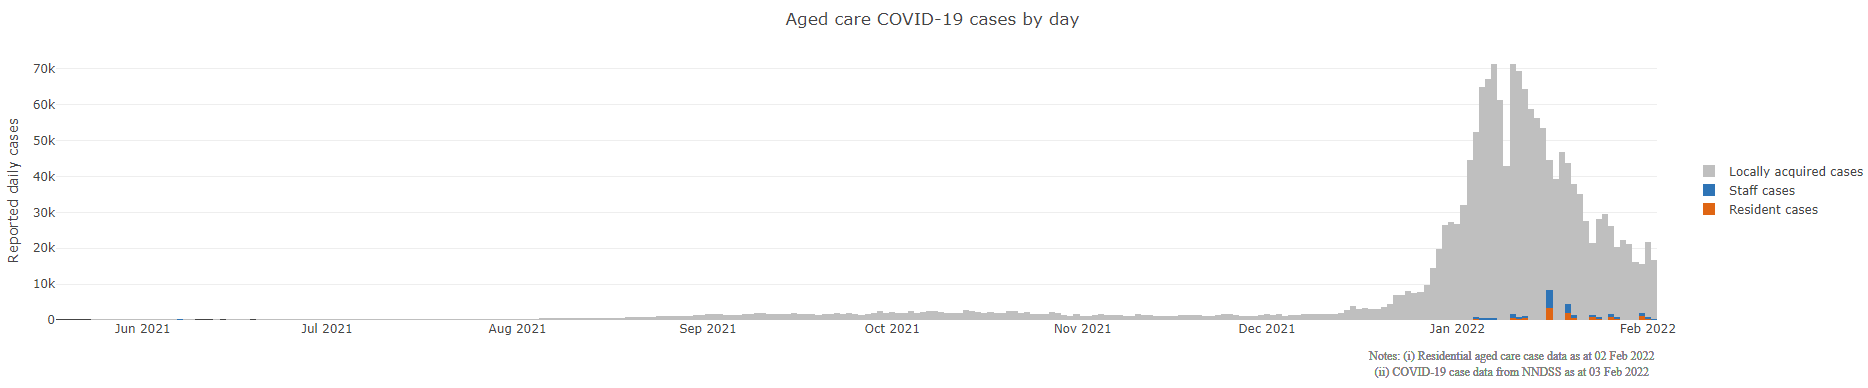 Aged care COVID-19 cases by day
Reported daily cases
70k
60k
50k
40k
30k
20k
10k
0
Jun 2021 Jul 2021 Aug 2021 Sep 2021 Oct 2021 Nov 2021 Dec 2021 Jan 2022 Feb 2022
Locally acquired cases
Staff cases
Resident cases
Notes: (i) Residential aged care case data as at 02 Feb 2022
(ii) COVID-19 case data from NNDSS as at 03 Feb 2022